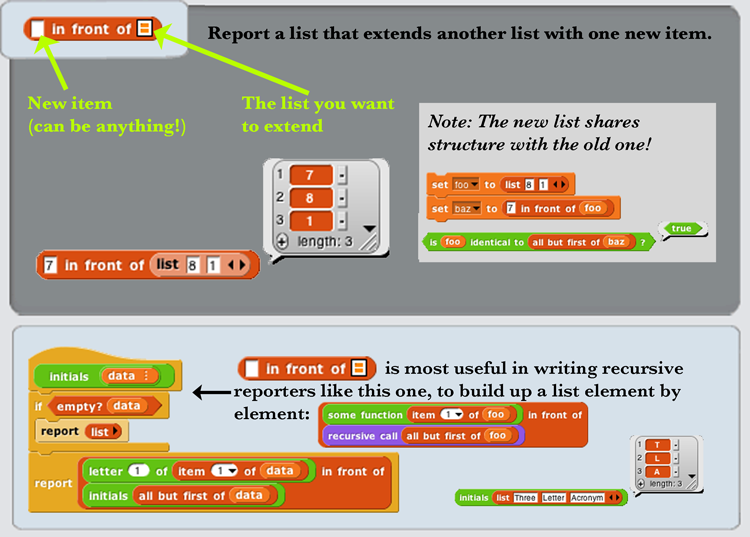 in front of
Report a list that extends another list with one new item.
New item
(can be anything!)
The list you want
to extend
Note: The new list shares
structure with the old one!
set foo to list 8 1
set baz to 7 in front of foo
is foo identical to all but first of baz ?
true
1 7 -
2 8 -
3 1 -
+ length: 3
7 in front of list 8 1
initials data ⋮
if empty? data
report list
report letter 1 of item 1 of data in front of
initials all but first of data
in front of is most useful in writing recursive
reporters like this one, to build up a list element by
element:
some function item 1 of foo in front of
recursive call all but first of foo
1 T -
2 L -
3 A -
+ length: 3
initials list Three Letter Acronym